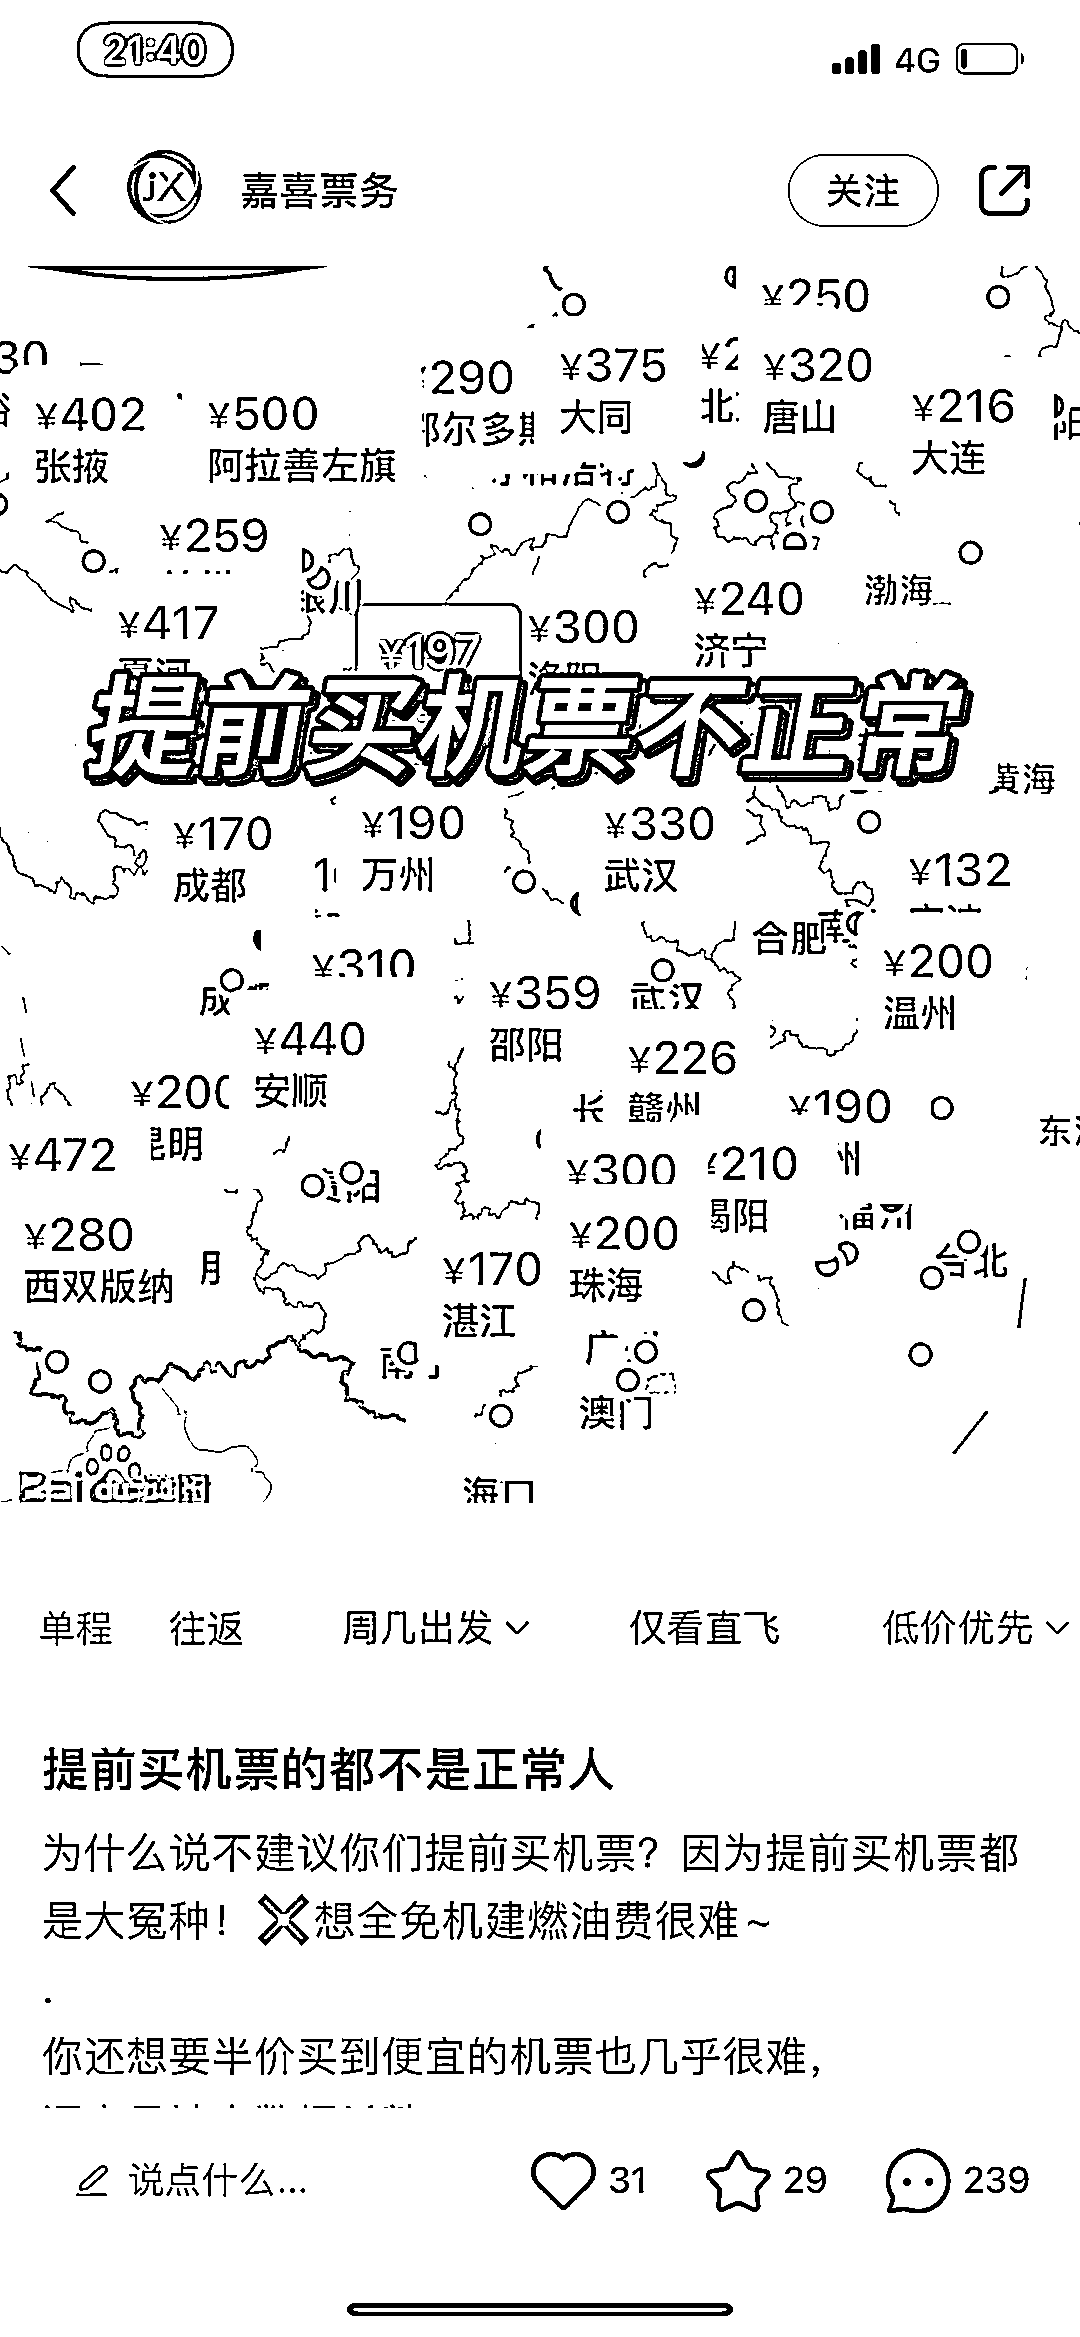 21:40
4G
jX 嘉喜票务
关注
¥250
290
¥375
¥320
¥402
¥500
大同
唐山
¥216
张掖
阿拉善左旗
大连
¥259
¥417
¥300
¥240
渤海
¥197
济宁
提前买机票不正常
黄海
¥170
¥190
¥330
成都
万州
武汉
¥132
合肥
¥310
¥359
武汉
¥200
邵阳
温州
¥440
¥226
安顺
赣州
¥190
¥472
¥300
210
¥280
¥200
西双版纳
¥170
珠海
台北
湛江
澳门
海口
单程 往返 周几出发 仅看直飞 低价优先
提前买机票的都不是正常人
为什么说不建议你们提前买机票？因为提前买机票都
是大冤种！❌想全免机建燃油费很难~
.
你还想要半价买到便宜的机票也几乎很难，
说点什么... 31 29 239